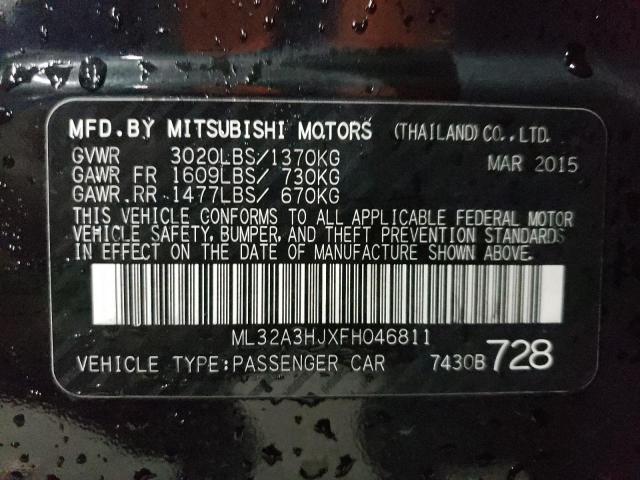 MFD.BY MITSUBISHI MOTORS (THAILAND)CO.,LTD.
GVWR 3020LBS/1370KG MAR 2015
GAWR FR 1609LBS/ 730KG
GAWR.RR 1477LBS/ 670KG
THIS VEHICLE CONFORMS TO ALL APPLICABLE FEDERAL MOTOR
VEHICLE SAFETY, BUMPER, AND THEFT PREVENTION STANDARDS
IN EFFECT ON THE DATE OF MANUFACTURE SHOWN ABOVE.
ML32A3HJXFH046811
VEHICLE TYPE:PASSENGER CAR 7430B 728